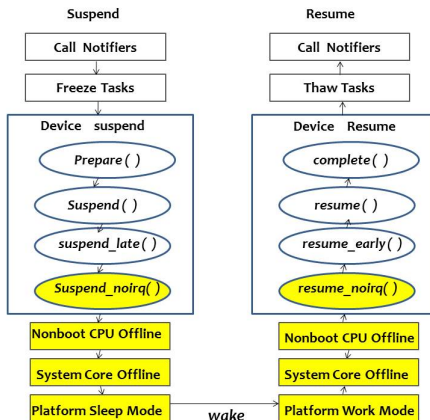 Suspend
Call Notifiers
Freeze Tasks
Device suspend
Prepare( )
Suspend( )
suspend_late( )
Suspend_noirq( )
Nonboot CPU Offline
System Core Offline
Platform Sleep Mode
wake
Resume
Call Notifiers
Thaw Tasks
Device Resume
complete( )
resume( )
resume_early( )
resume_noirq( )
Nonboot CPU Offline
System Core Offline
Platform Work Mode